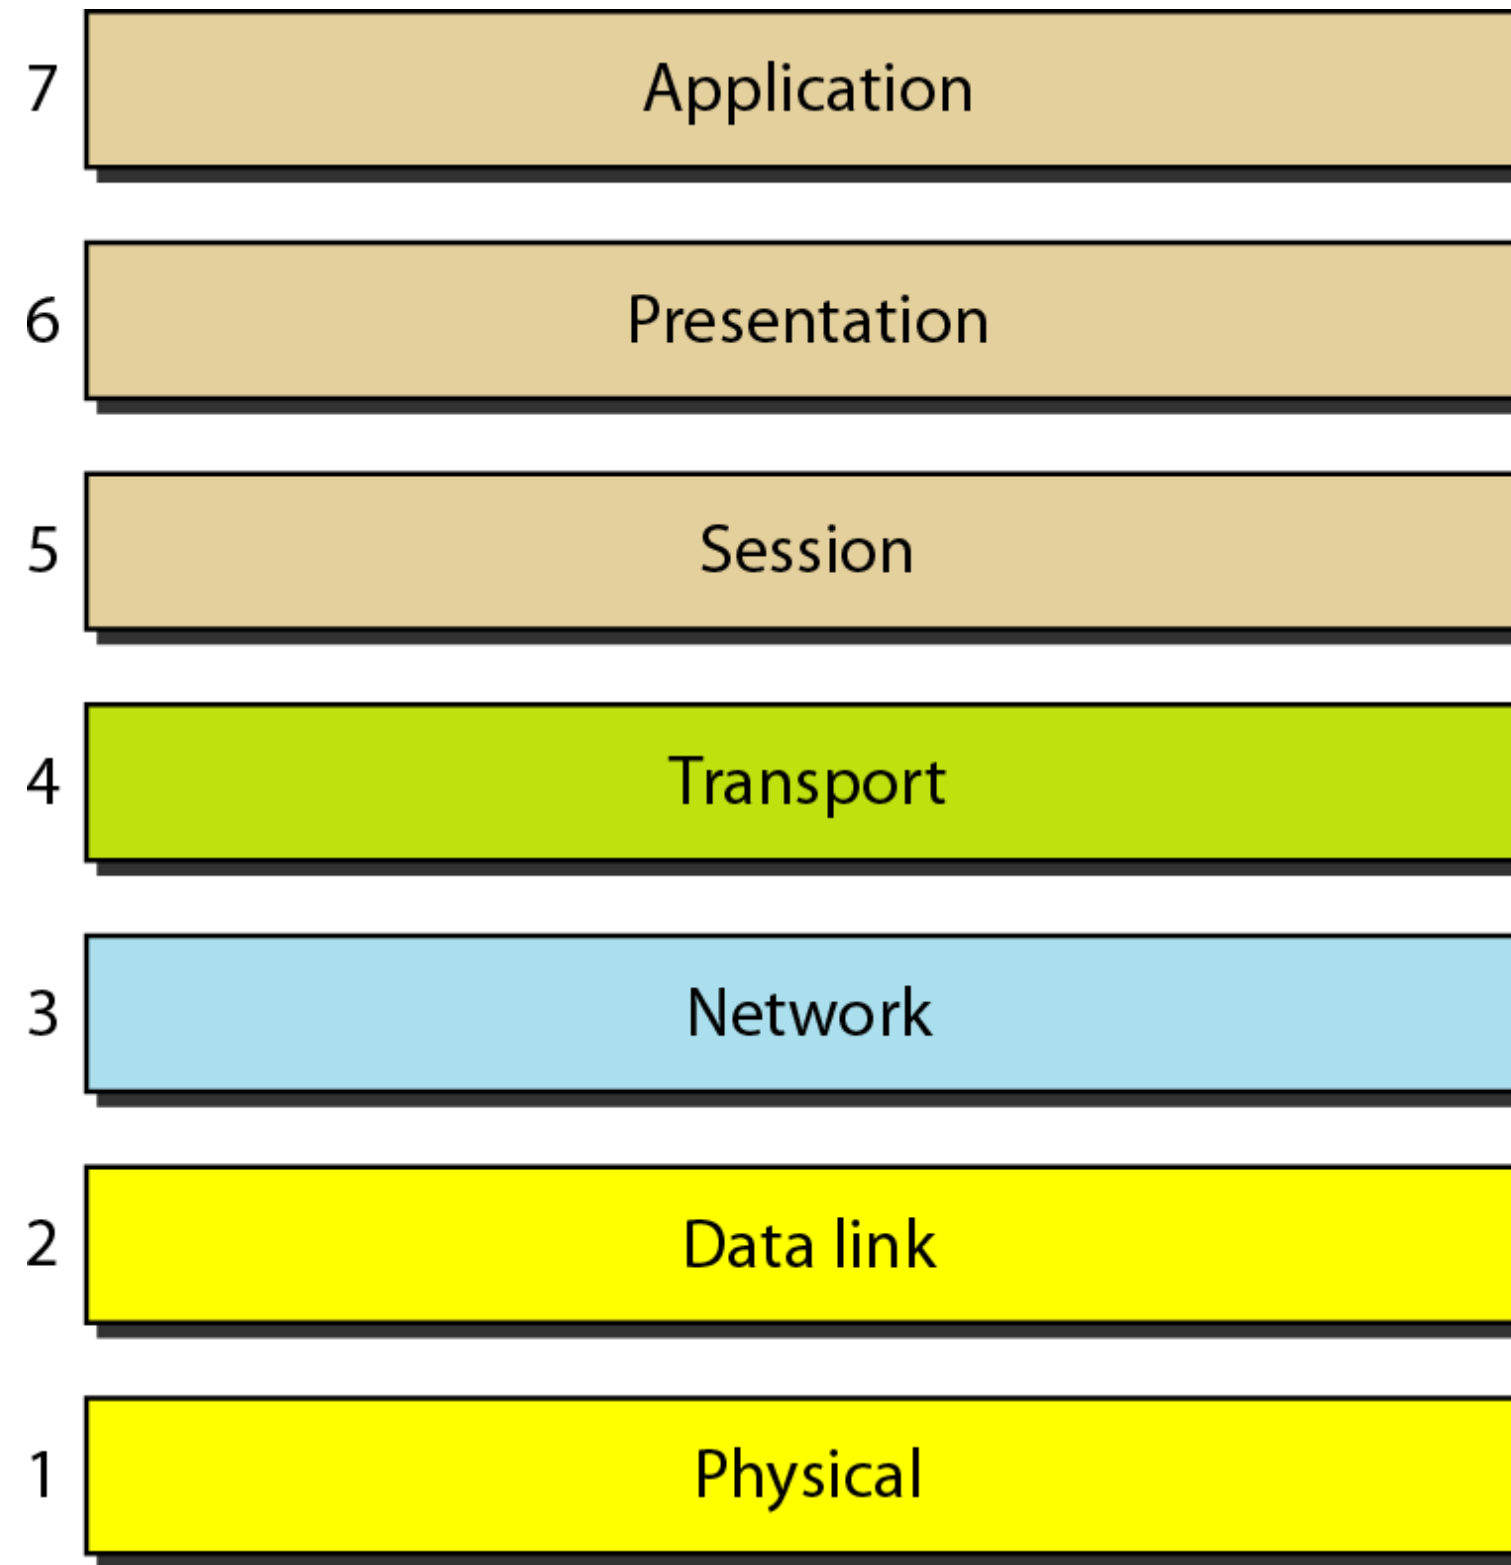 7 Application
6 Presentation
5 Session
4 Transport
3 Network
2 Data link
1 Physical